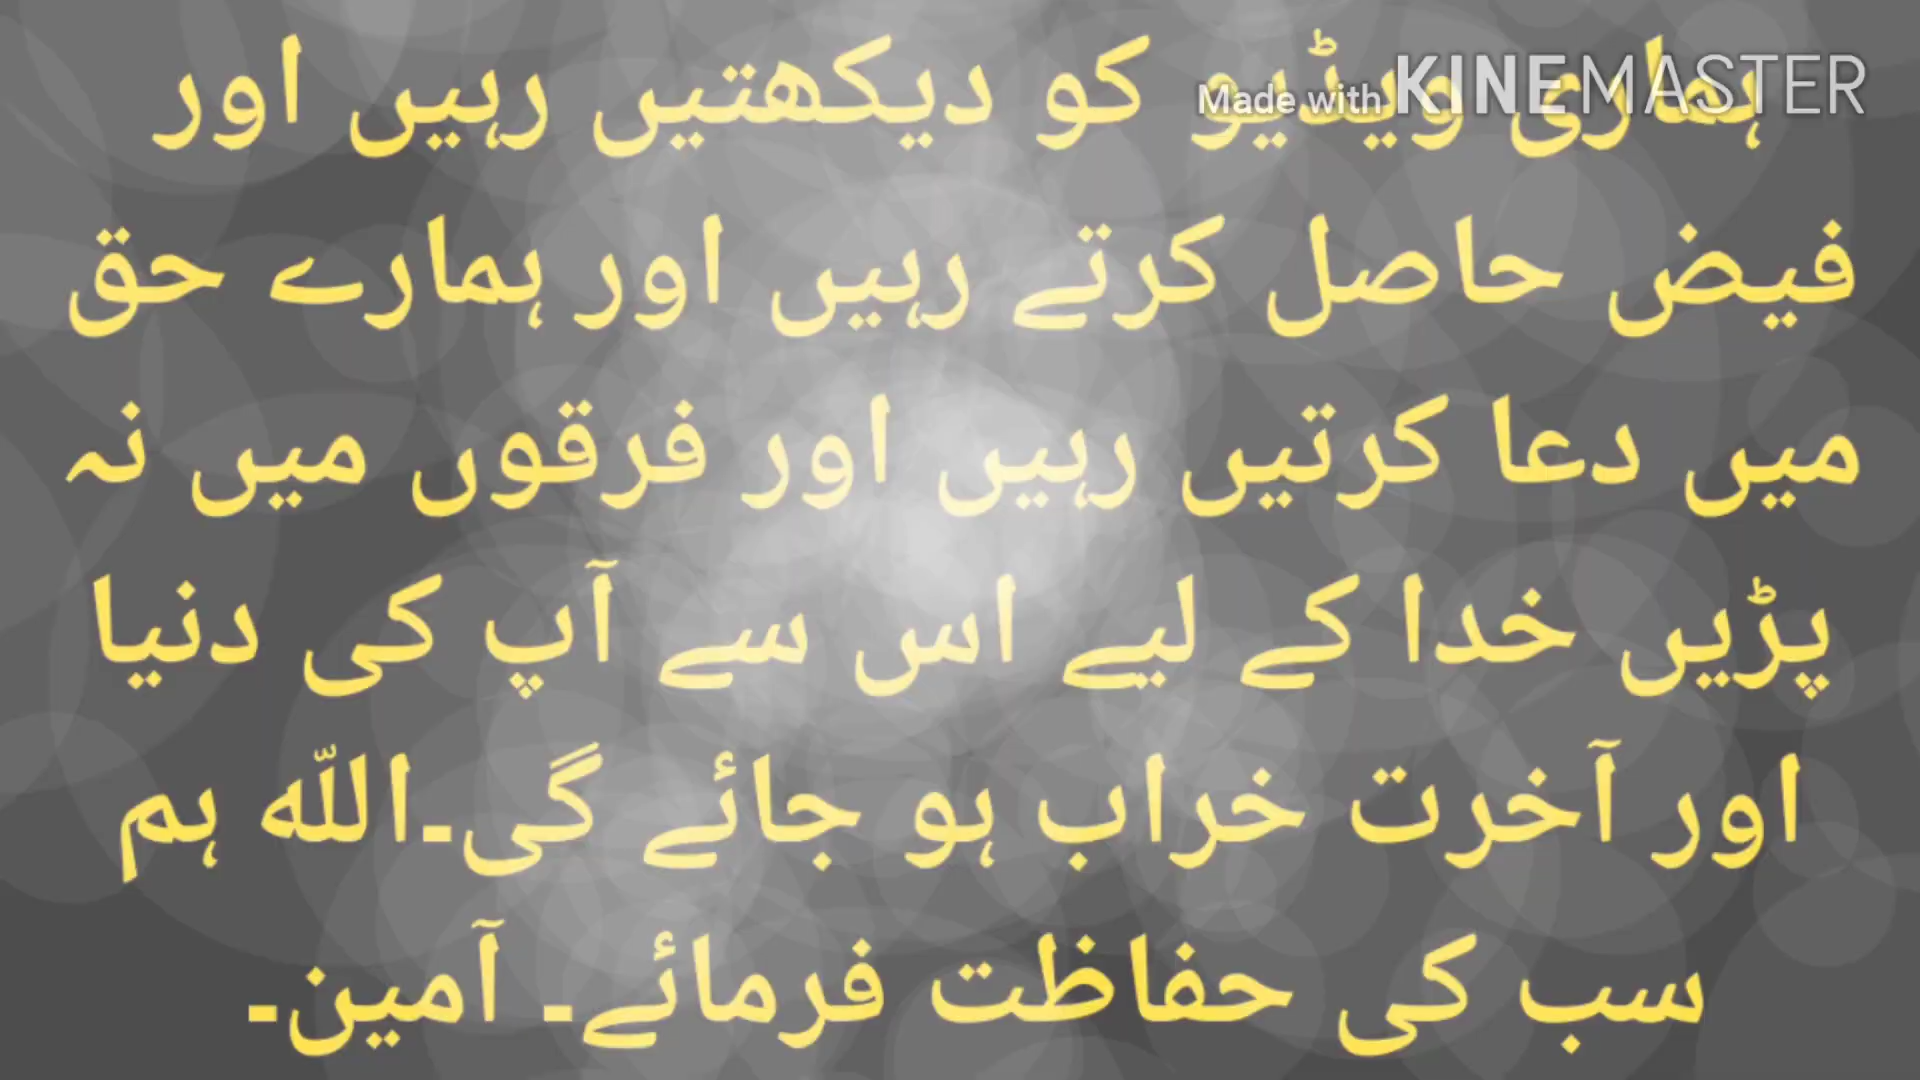 ہماری ویڈیو کو دیکھتیں رہیں اور
Made with KINEMASTER
فیض حاصل کرتے رہیں اور ہمارے حق
میں دعا کرتیں رہیں اور فرقوں میں نہ
پڑیں خدا کے لیے اس سے آپ کی دنیا
اور آخرت خراب ہو جائے گی۔اللہ ہم
سب کی حفاظت فرمائے۔ آمین۔